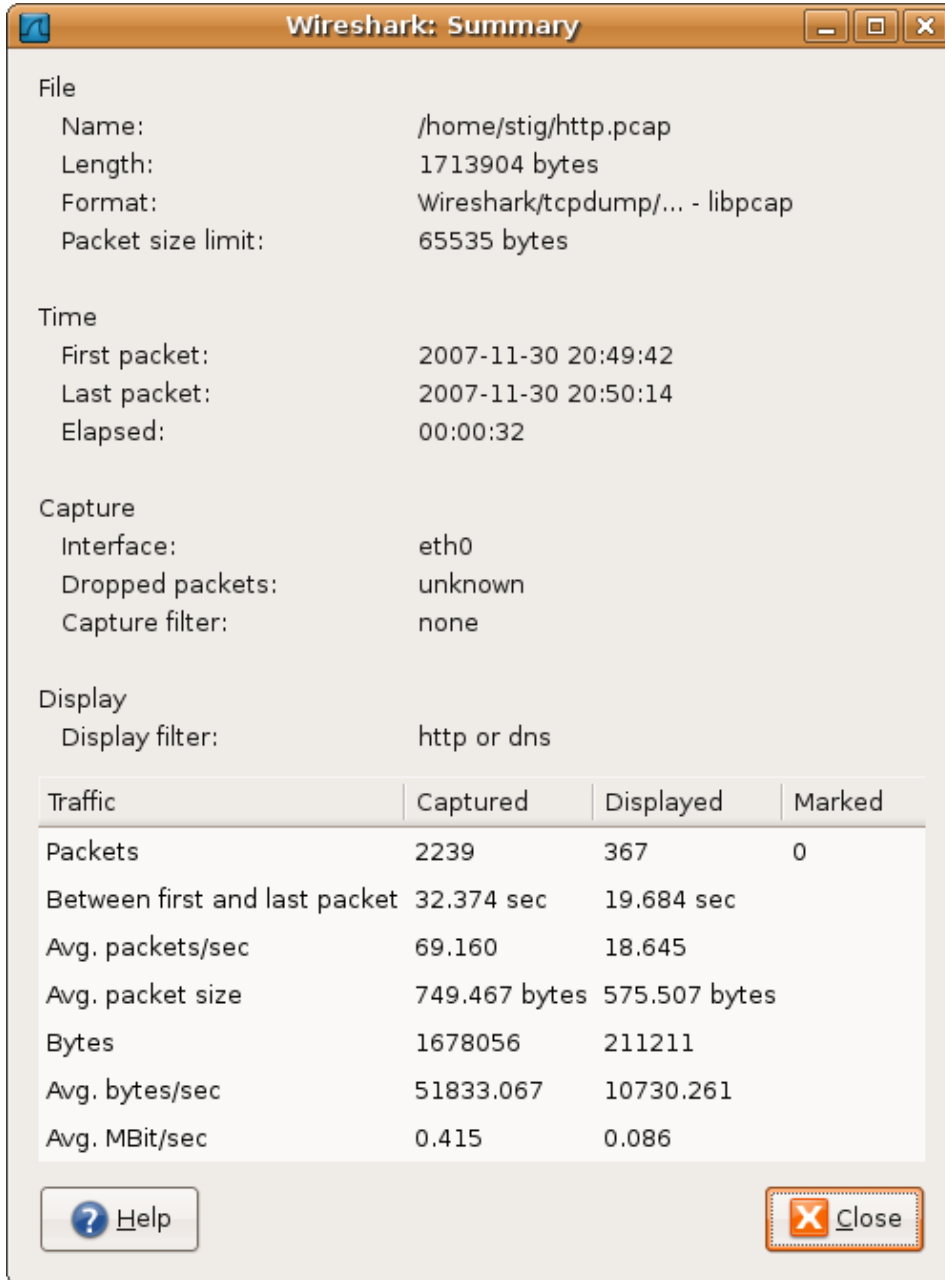 Wireshark: Summary
File
Name: /home/stig/http.pcap
Length: 1713904 bytes
Format: Wireshark/tcpdump/... - libpcap
Packet size limit: 65535 bytes
Time
First packet: 2007-11-30 20:49:42
Last packet: 2007-11-30 20:50:14
Elapsed: 00:00:32
Capture
Interface: eth0
Dropped packets: unknown
Capture filter: none
Display
Display filter: http or dns
Traffic Captured Displayed Marked
Packets 2239 367 0
Between first and last packet 32.374 sec 19.684 sec
Avg. packets/sec 69.160 18.645
Avg. packet size 749.467 bytes 575.507 bytes
Bytes 1678056 211211
Avg. bytes/sec 51833.067 10730.261
Avg. MBit/sec 0.415 0.086
Help Close